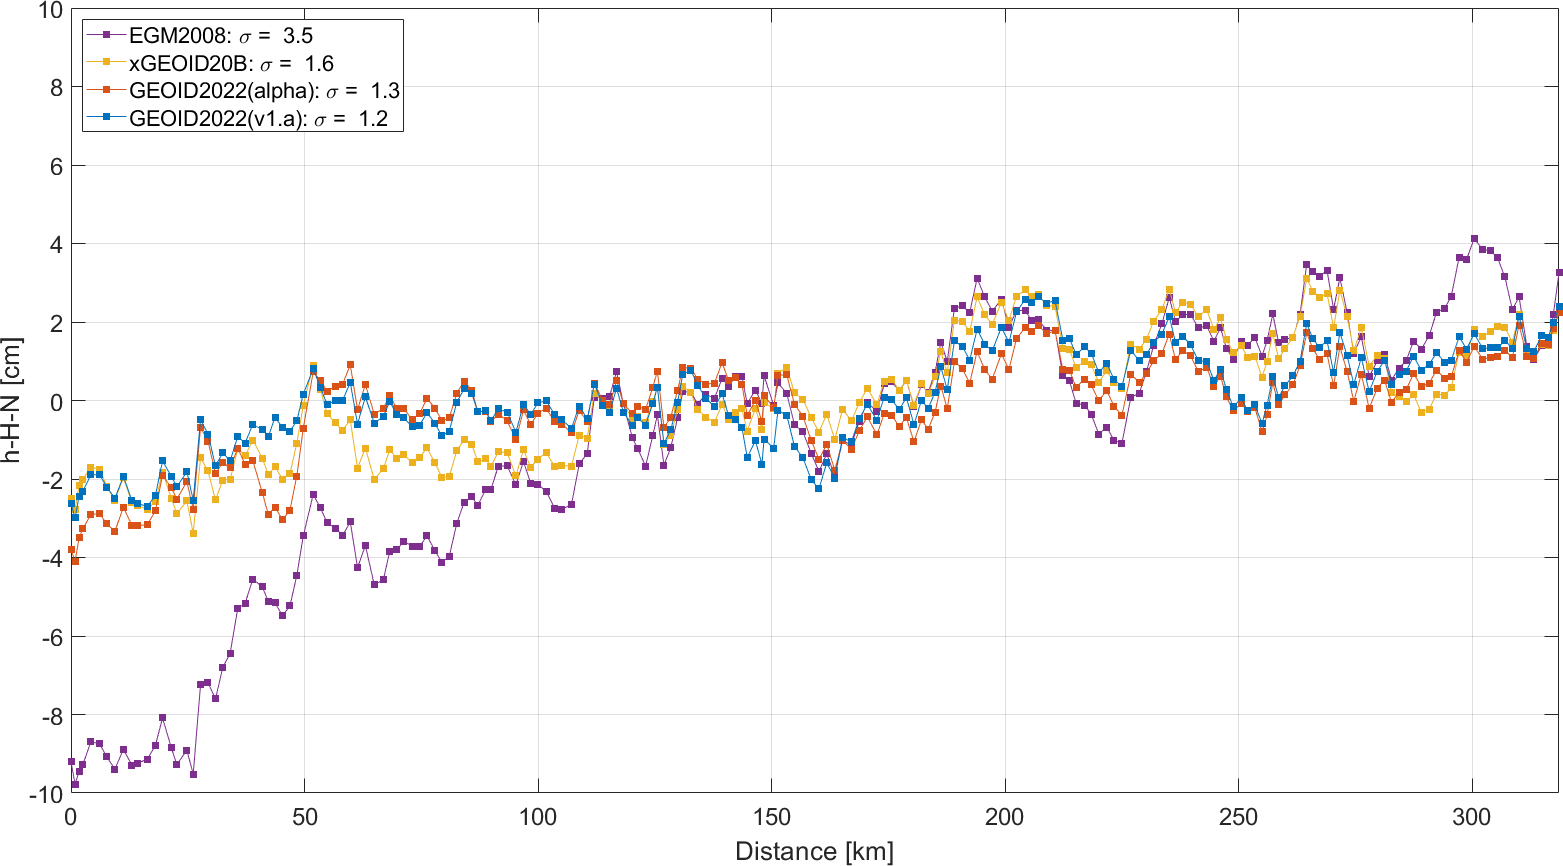 EGM2008: σ = 3.5
xGEOID20B: σ = 1.6
GEOID2022(alpha): σ = 1.3
GEOID2022(v1.a): σ = 1.2
10
8
6
4
2
0
-2
-4
-6
-8
-10
h-H-N [cm]
0 50 100 150 200 250 300
Distance [km]